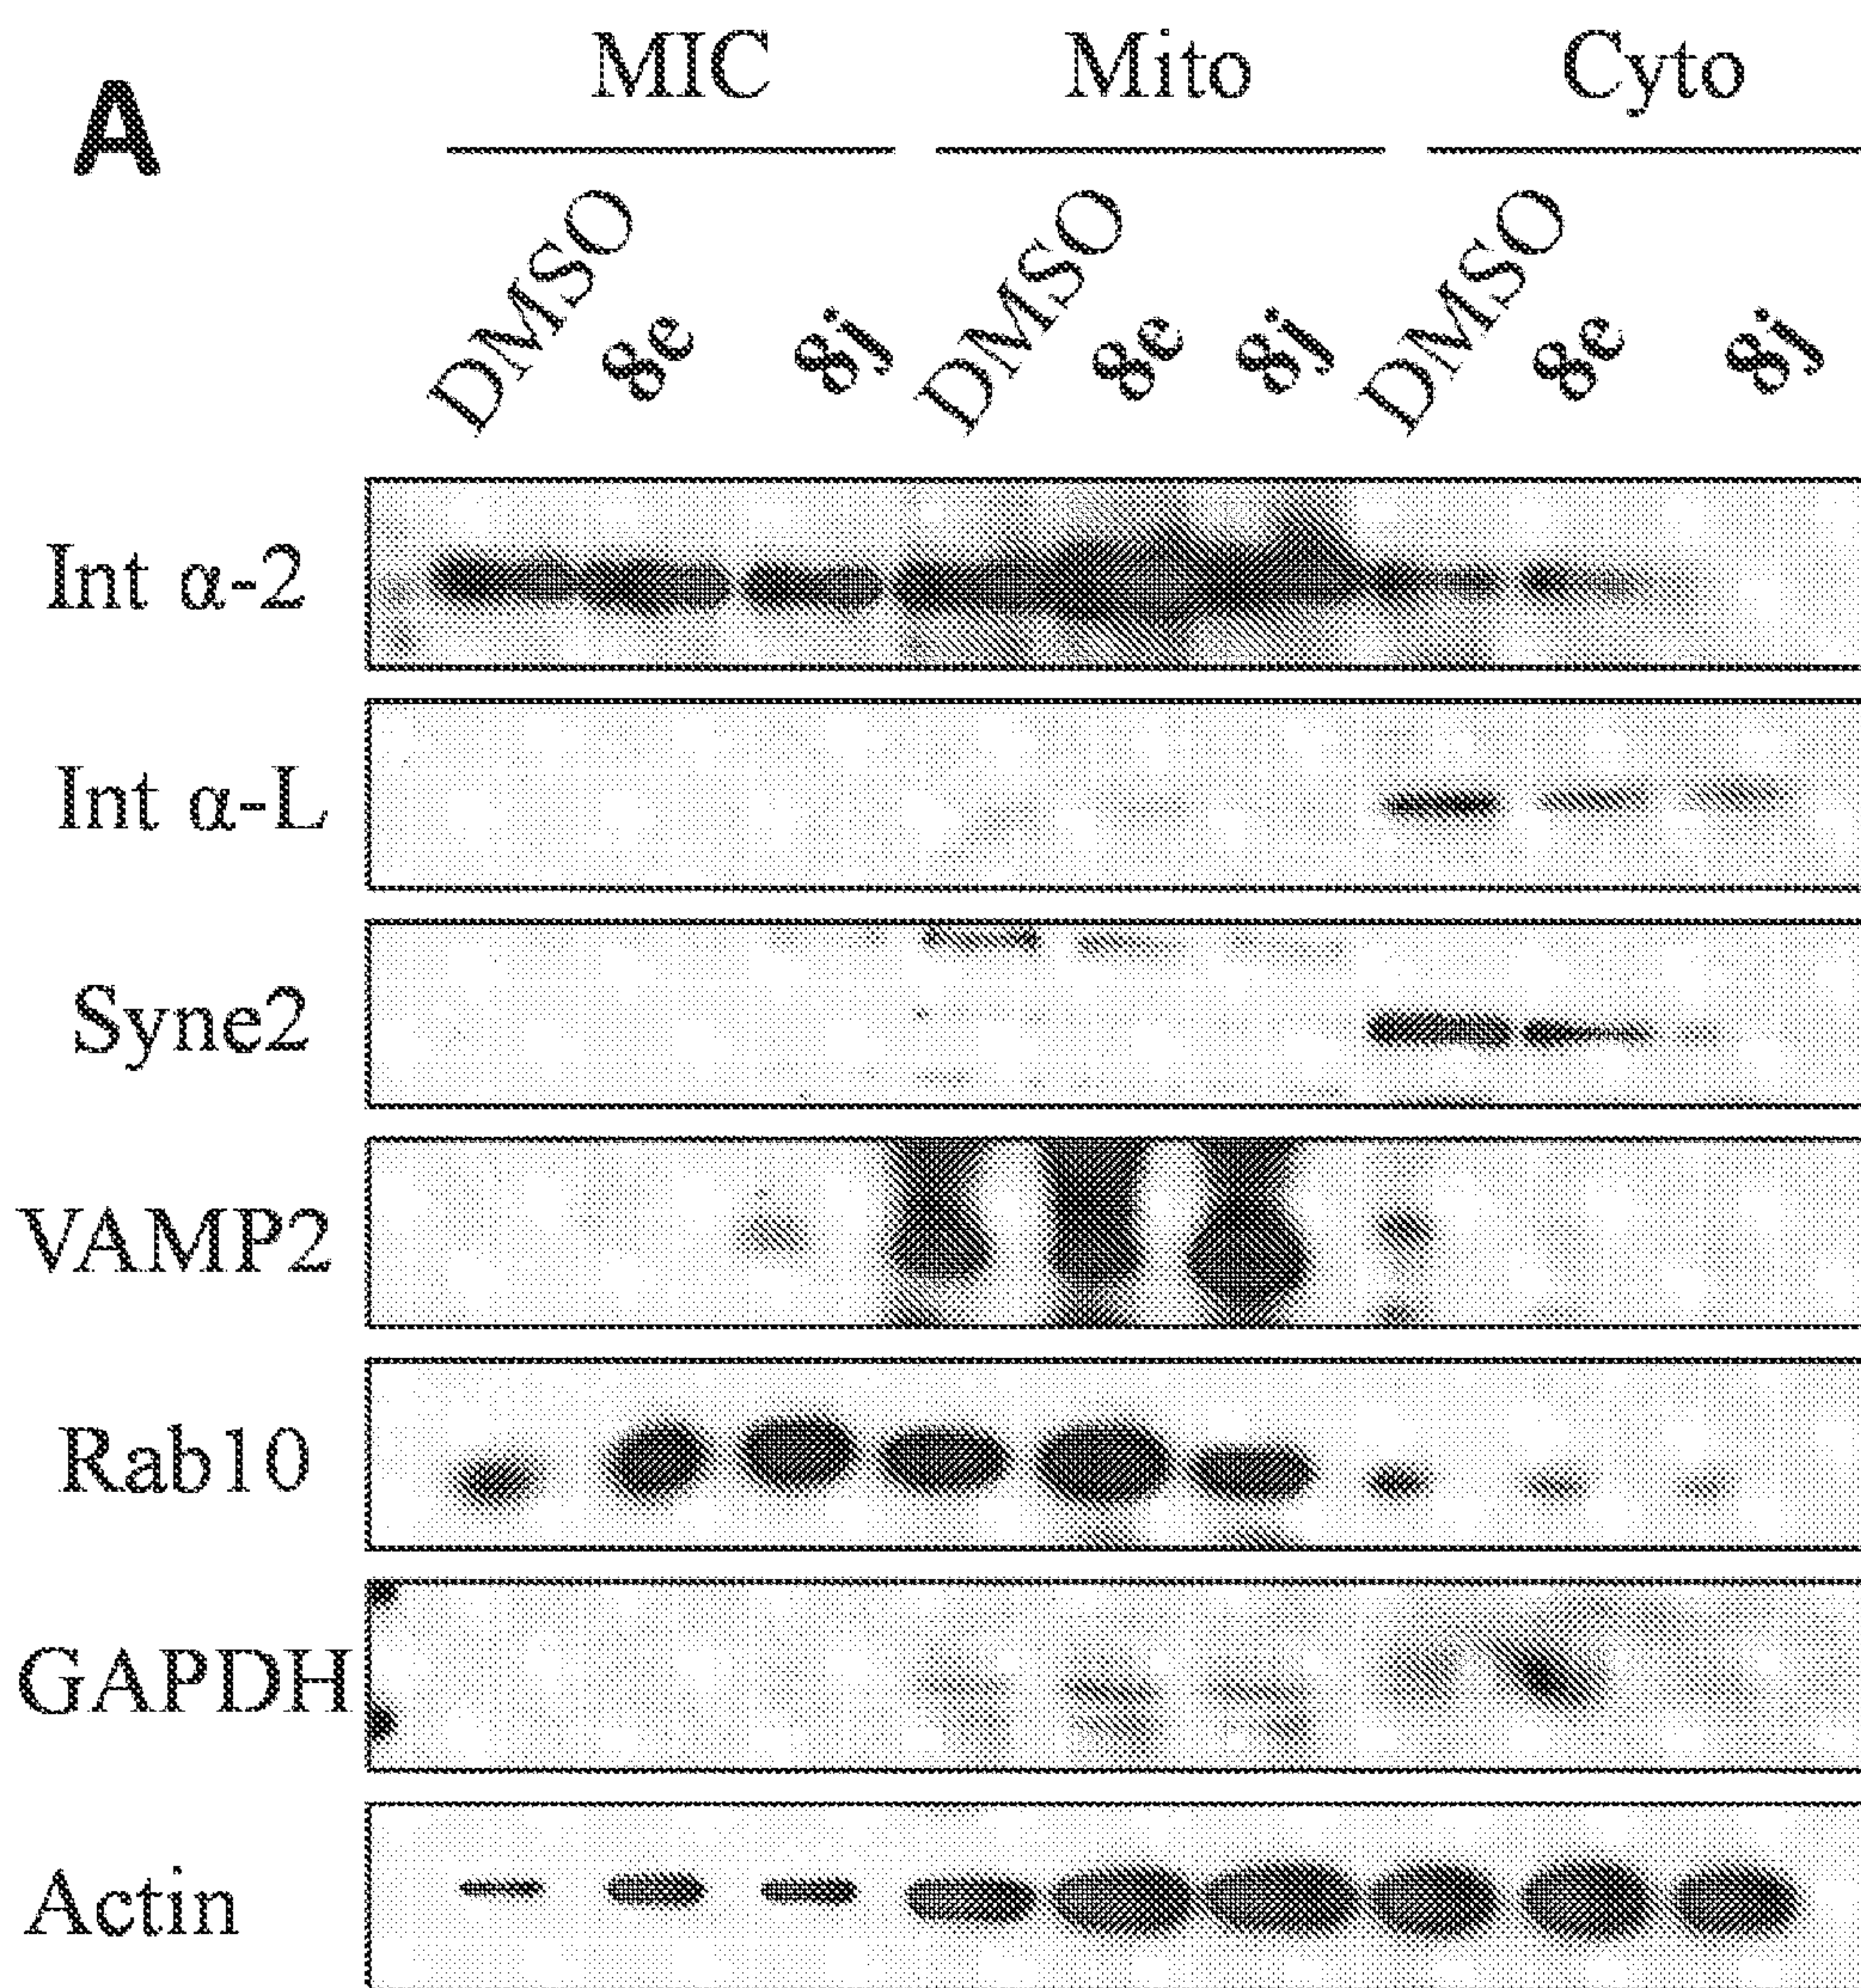 A
MIC Mito Cyto
DMSO 8e 8j DMSO 8e 8j DMSO 8e 8j
Int α-2
Int α-L
Syne2
VAMP2
Rab10
GAPDH
Actin